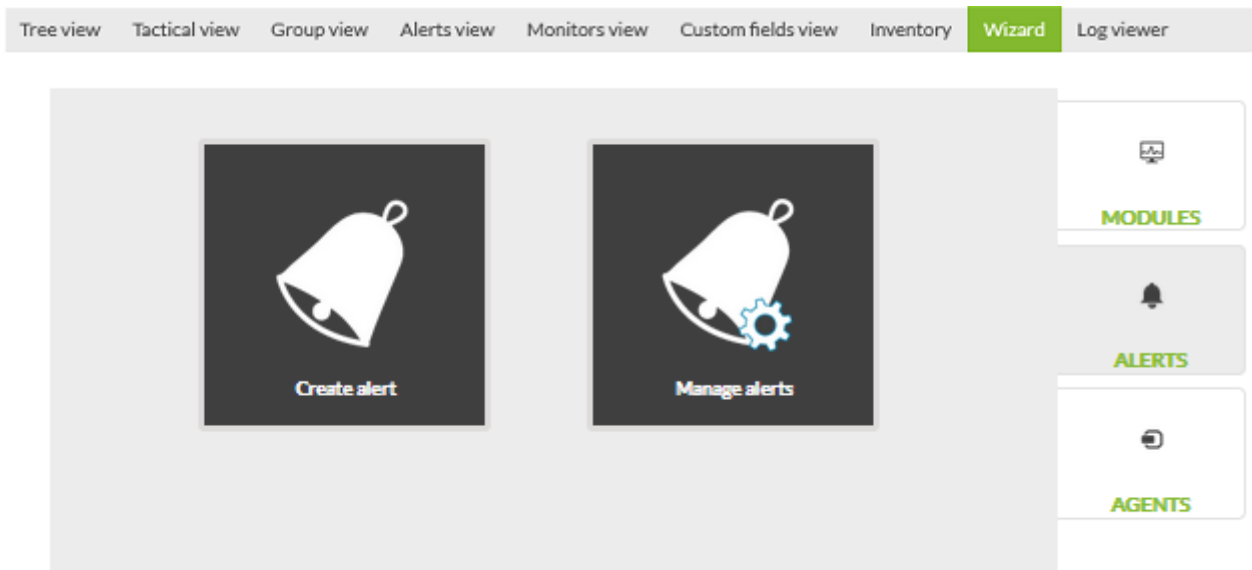 Tree view Tactical view Group view Alerts view Monitors view Custom fields view Inventory Wizard Log viewer
MODULES
ALERTS
Create alert Manage alerts
AGENTS